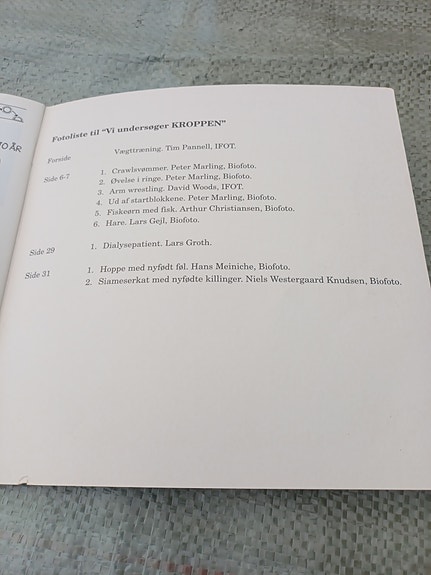 70 ÅR
Fotoliste til "Vi undersøger KROPPEN"
Forside Vægttræning. Tim Pannell, IFOT.
Side 6-7 1. Crawlsvømmer. Peter Marling, Biofoto.
2. Øvelse i ringe. Peter Marling, Biofoto.
3. Arm wrestling. David Woods, IFOT.
4. Ud af startblokkene. Peter Marling, Biofoto.
5. Fiskeørn med fisk. Arthur Christiansen, Biofoto.
6. Hare. Lars Gejl, Biofoto.
Side 29 1. Dialysepatient. Lars Groth.
Side 31 1. Hoppe med nyfødt føl. Hans Meiniche, Biofoto.
2. Siameserkat med nyfødte killinger. Niels Westergaard Knudsen, Biofoto.